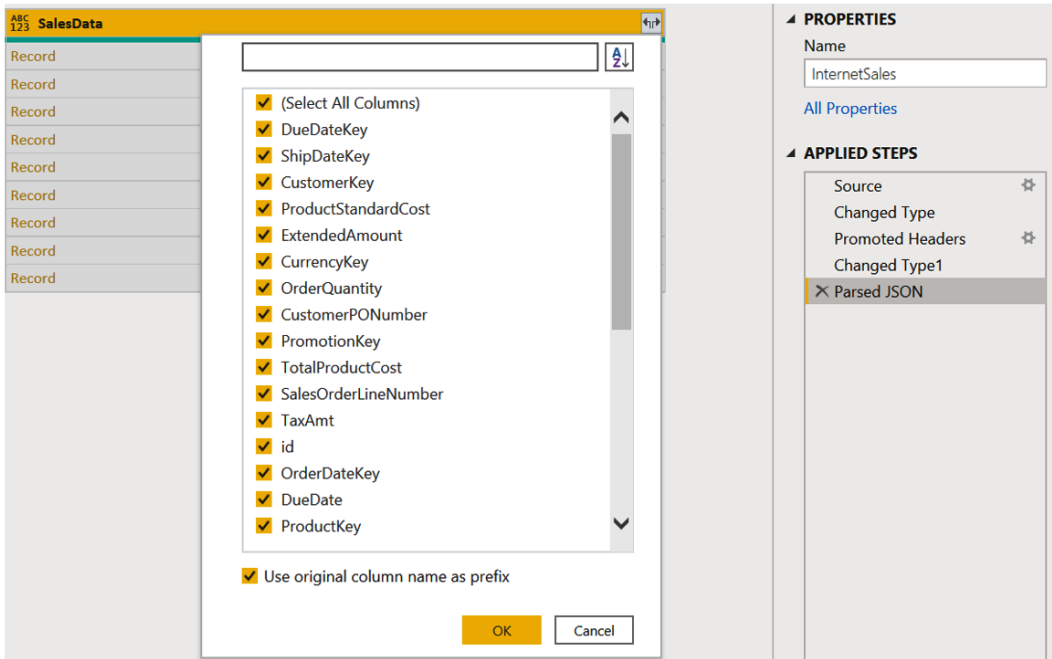 ABC
123 SalesData
Record
Record
Record
Record
Record
Record
Record
Record
Record
A
Z
(Select All Columns)
DueDateKey
ShipDateKey
CustomerKey
ProductStandardCost
ExtendedAmount
CurrencyKey
OrderQuantity
CustomerPONumber
PromotionKey
TotalProductCost
SalesOrderLineNumber
TaxAmt
id
OrderDateKey
DueDate
ProductKey
Use original column name as prefix
OK Cancel
PROPERTIES
Name
InternetSales
All Properties
APPLIED STEPS
Source
Changed Type
Promoted Headers
Changed Type1
Parsed JSON